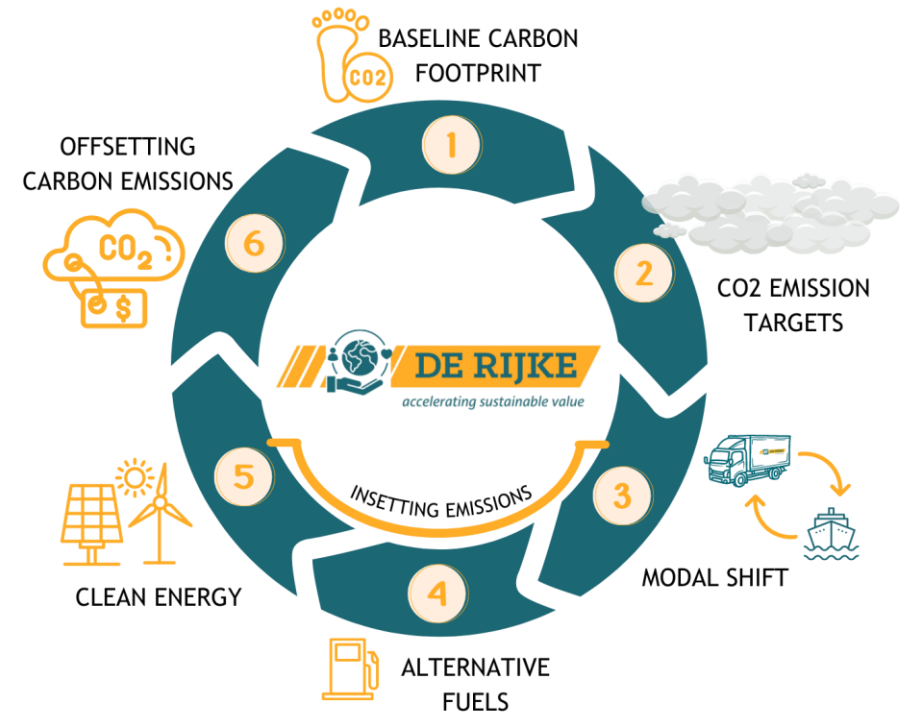 BASELINE CARBON
FOOTPRINT
CO2
1
OFFSETTING
CARBON EMISSIONS
CO2
$
6
2
CO2 EMISSION
TARGETS
DE RIJKE
accelerating sustainable value
5
INSETTING EMISSIONS
3
MODAL SHIFT
CLEAN ENERGY
4
ALTERNATIVE
FUELS